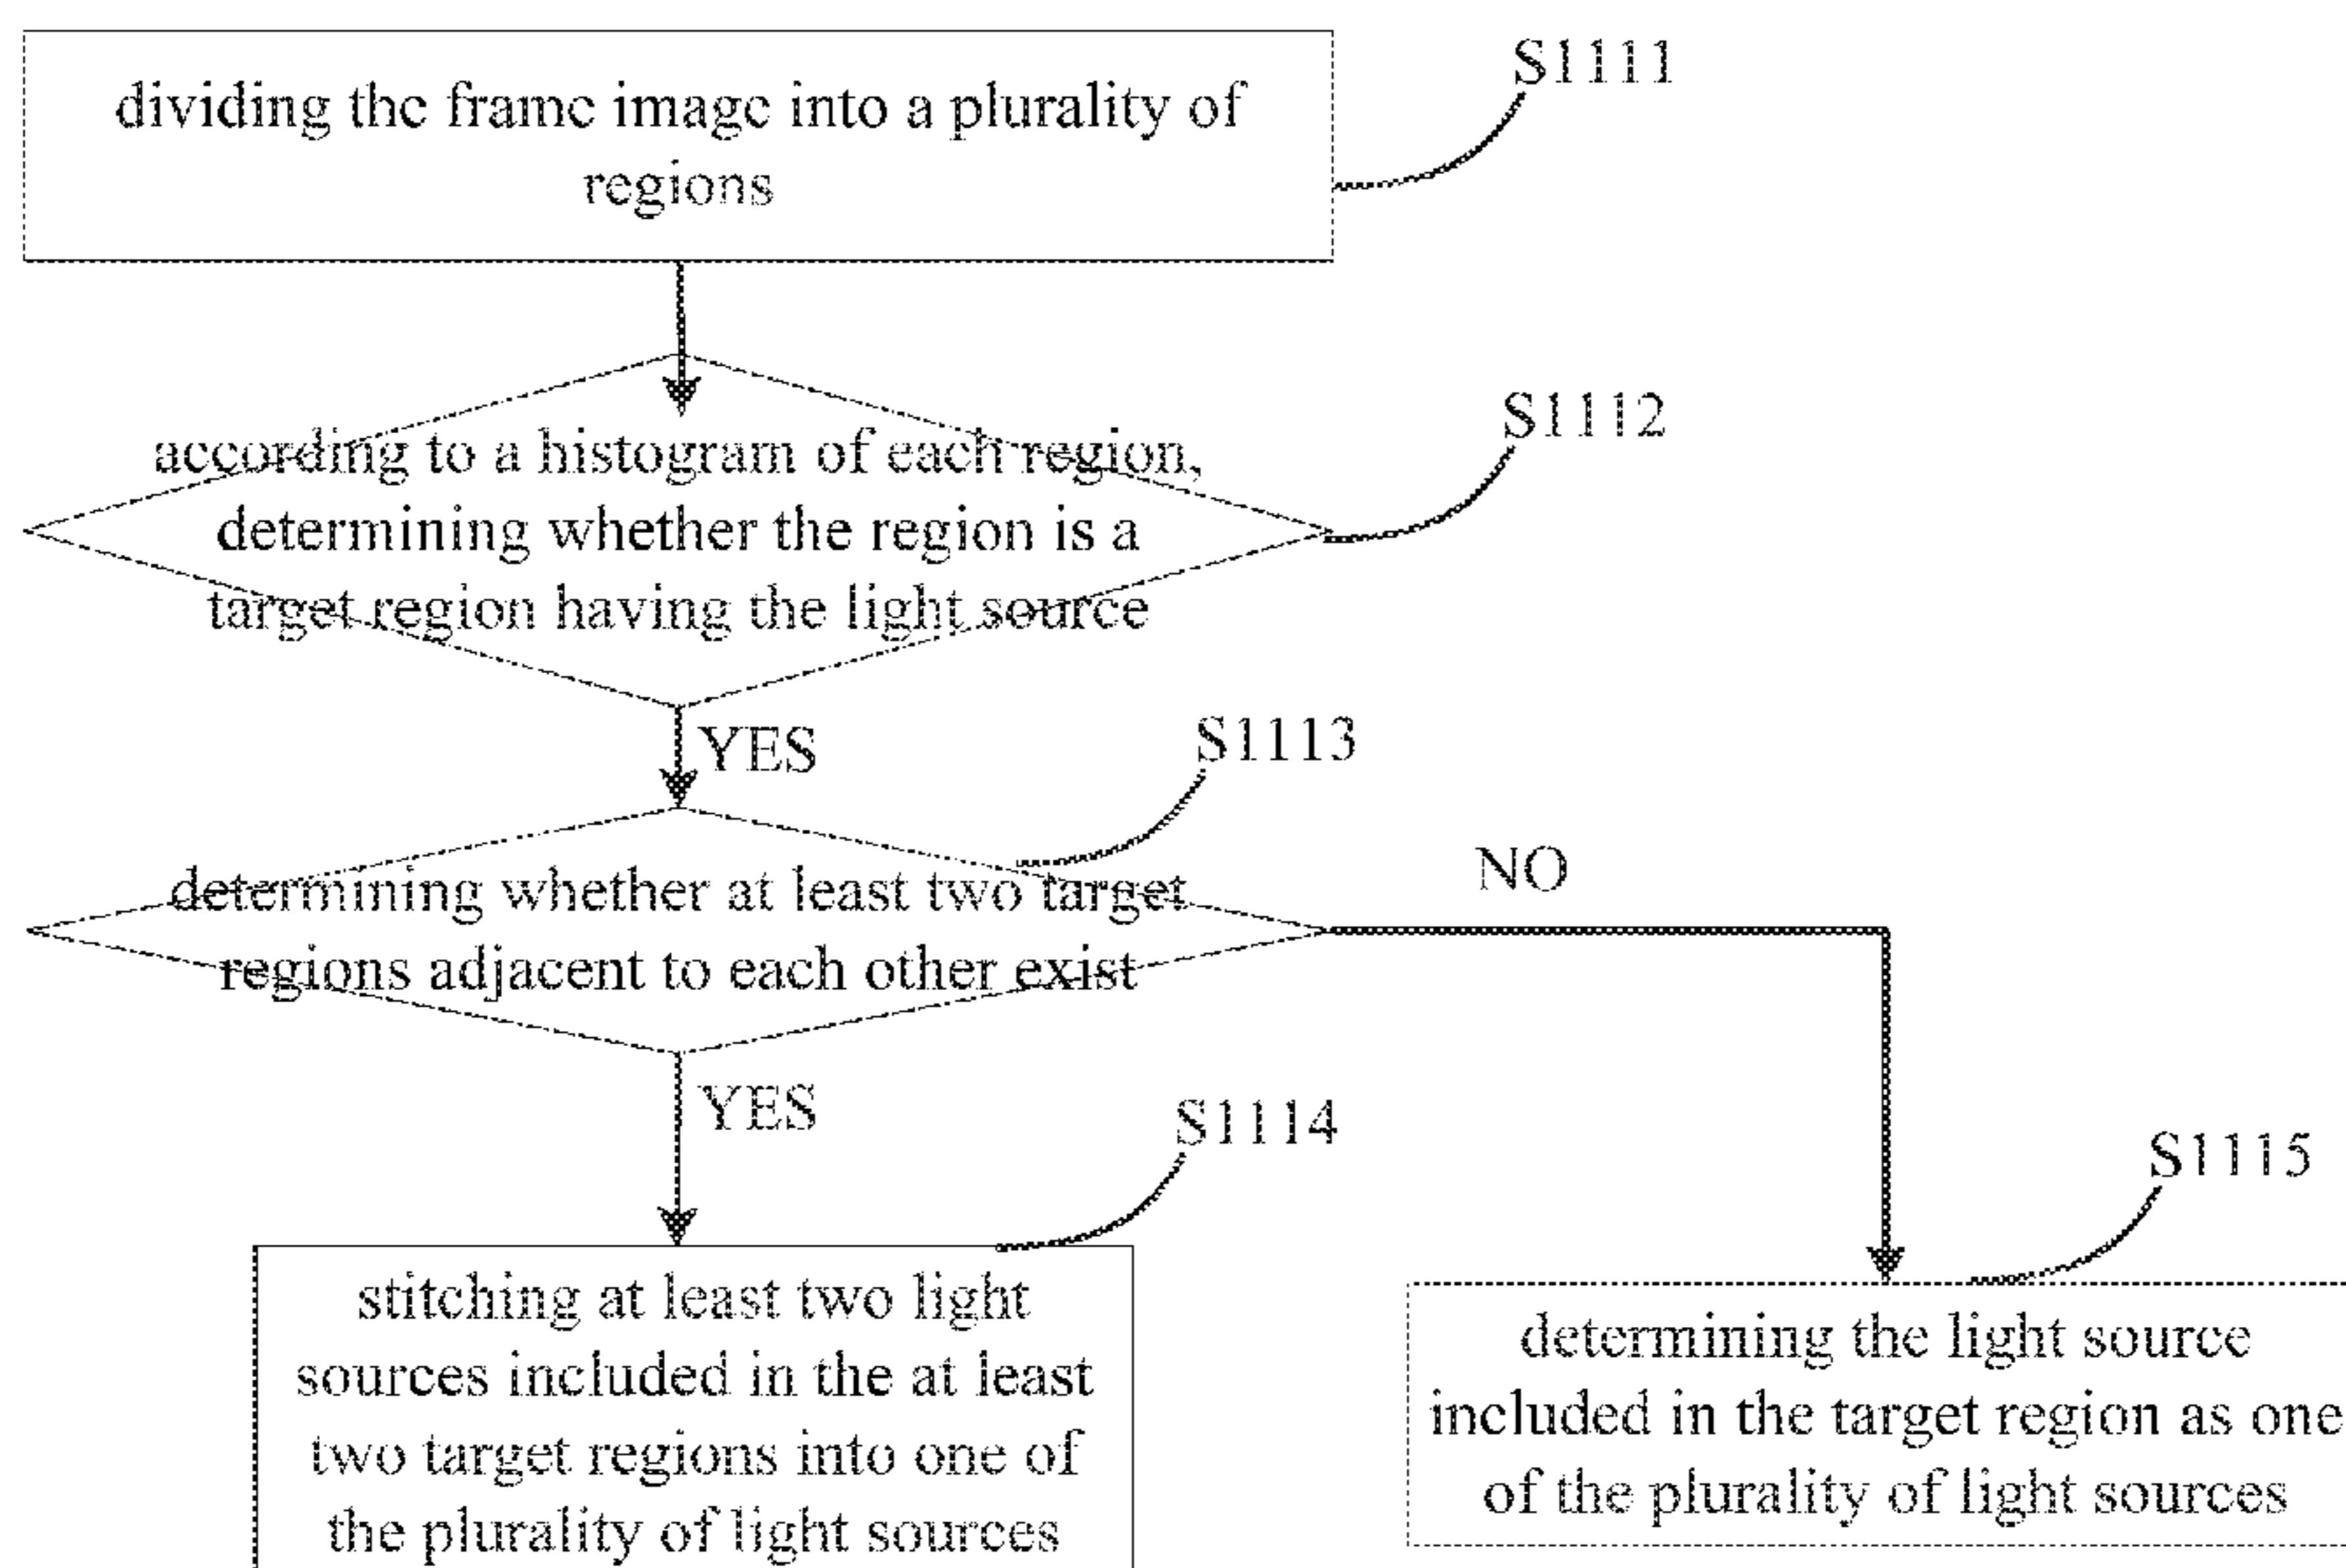 S1111
dividing the frame image into a plurality of
regions
S1112
according to a histogram of each region,
determining whether the region is a
target region having the light source
YES
S1113
determining whether at least two target
regions adjacent to each other exist
NO
YES
S1114
stitching at least two light
sources included in the at least
two target regions into one of
the plurality of light sources
S1115
determining the light source
included in the target region as one
of the plurality of light sources